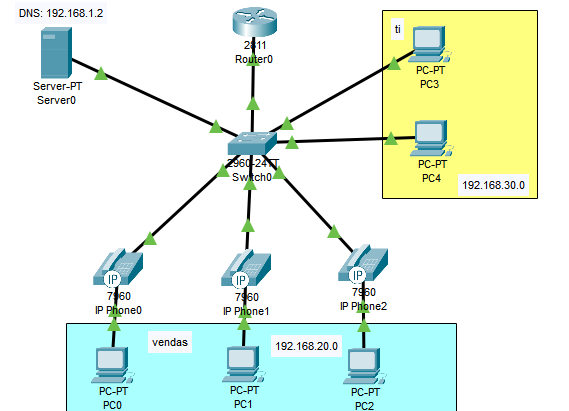 DNS: 192.168.1.2
2811
Router0
ti
PC-PT
PC3
Server-PT
Server0
2960-24TT
Switch0
PC-PT
PC4
192.168.30.0
IP
7960
IP Phone0
IP
7960
IP Phone1
IP
7960
IP Phone2
vendas
192.168.20.0
PC-PT
PC0
PC-PT
PC1
PC-PT
PC2